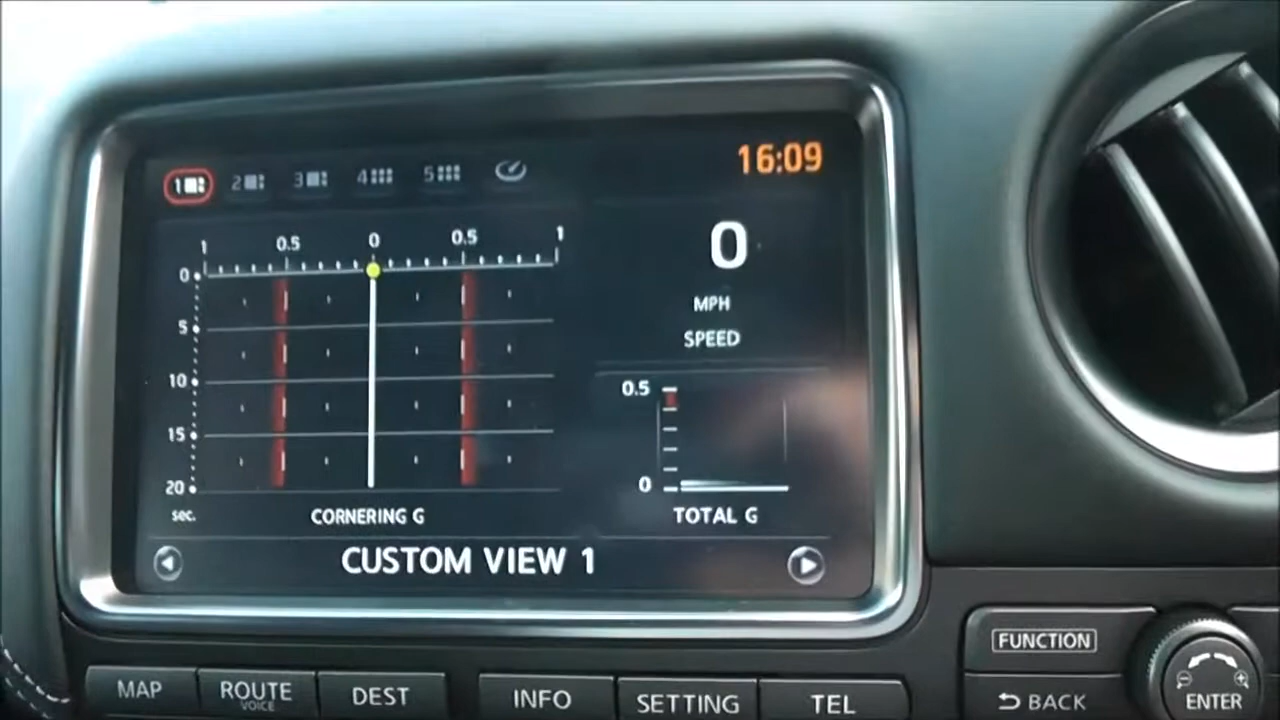 1 2 3 4 5
16:09
1 0.5 0 0.5 1
0
5
10
15
20
sec.
CORNERING G
0
MPH
SPEED
0.5
0
TOTAL G
CUSTOM VIEW 1
MAP
ROUTE
VOICE
DEST
INFO
SETTING
TEL
FUNCTION
BACK
ENTER